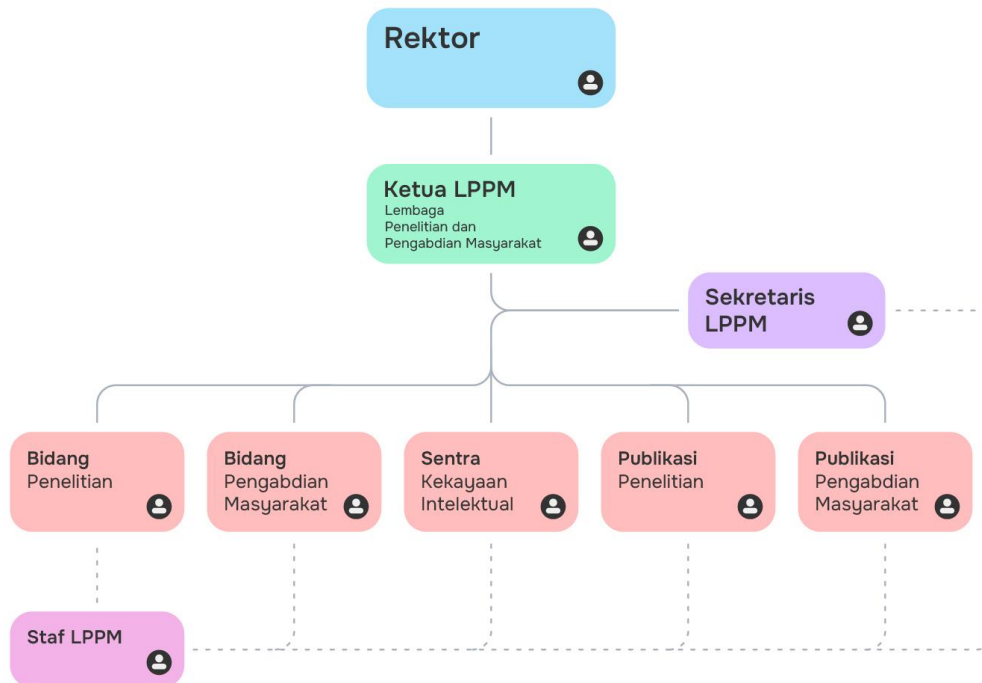 Rektor
Ketua LPPM
Lembaga
Penelitian dan
Pengabdian Masyarakat
Sekretaris
LPPM
Bidang
Penelitian
Bidang
Pengabdian
Masyarakat
Sentra
Kekayaan
Intelektual
Publikasi
Penelitian
Publikasi
Pengabdian
Masyarakat
Staf LPPM